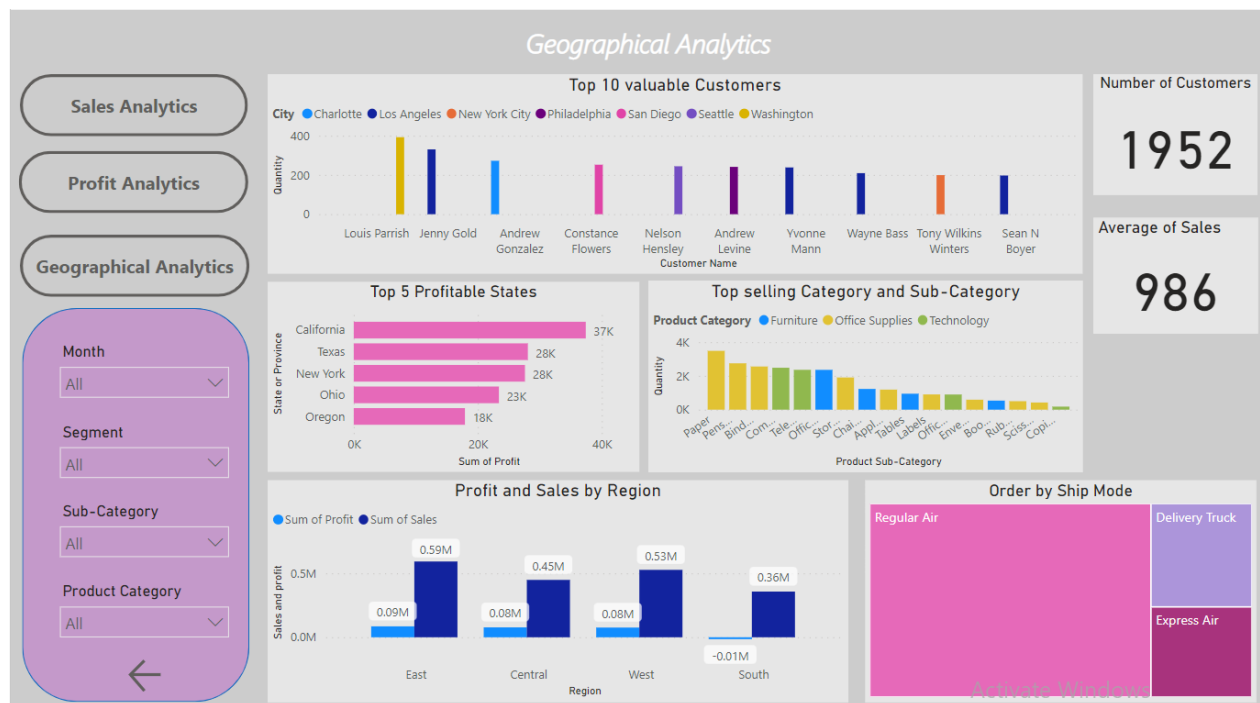 Geographical Analytics
Sales Analytics
Profit Analytics
Geographical Analytics
Month
All
Segment
All
Sub-Category
All
Product Category
All
Top 10 valuable Customers
City Charlotte Los Angeles New York City Philadelphia San Diego Seattle Washington
Quantity
400
200
0
Louis Parrish Jenny Gold Andrew Gonzalez Constance Flowers Nelson Hensley Andrew Levine Yvonne Mann Wayne Bass Tony Wilkins Winters Sean N Boyer
Customer Name
Number of Customers
1952
Average of Sales
986
Top 5 Profitable States
State or Province
California 37K
Texas 28K
New York 28K
Ohio 23K
Oregon 18K
0K 20K 40K
Sum of Profit
Top selling Category and Sub-Category
Product Category Furniture Office Supplies Technology
Quantity
4K
2K
0K
Paper Pens... Bind... Com... Tele... Offic... Stor... Chai... Appl... Tables Labels Offic... Enve... Boo... Rub... Sciss... Copi...
Product Sub-Category
Profit and Sales by Region
Sum of Profit Sum of Sales
Sales and profit
0.5M
0.0M
0.09M 0.59M 0.08M 0.45M 0.08M 0.53M -0.01M 0.36M
East Central West South
Region
Order by Ship Mode
Regular Air
Delivery Truck
Express Air
Activate Windows